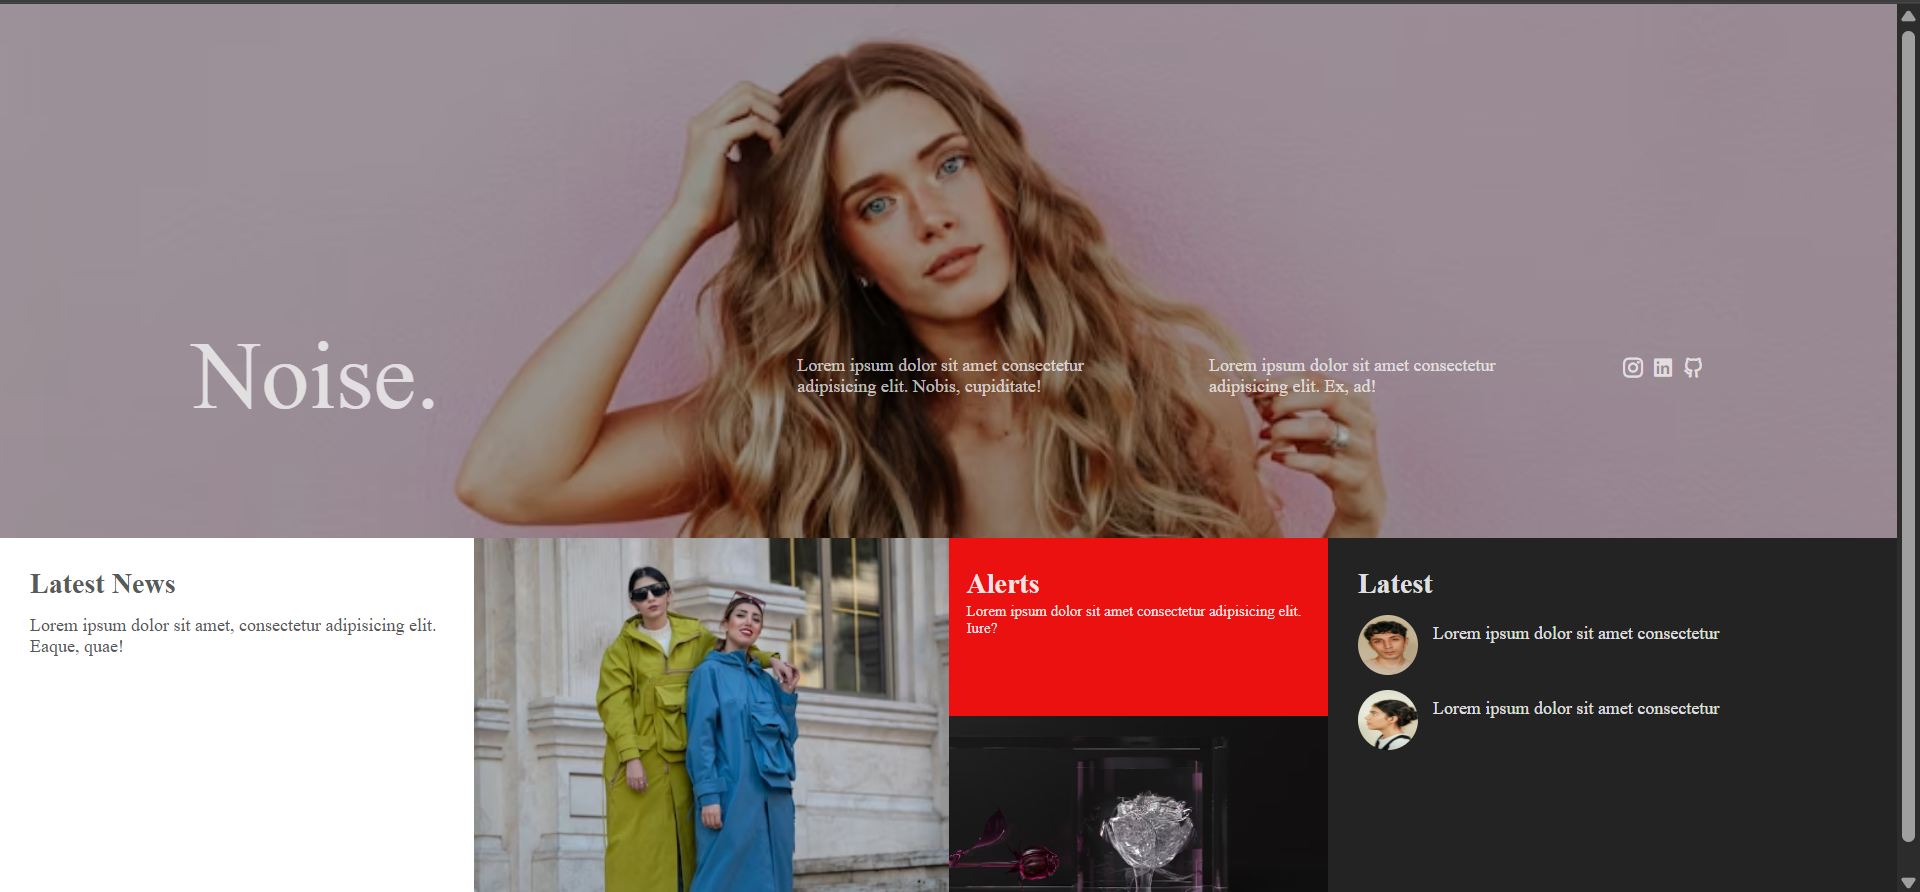 Noise.
Lorem ipsum dolor sit amet consectetur
adipisicing elit. Nobis, cupiditate!
Lorem ipsum dolor sit amet consectetur
adipisicing elit. Ex, ad!
Latest News
Lorem ipsum dolor sit amet, consectetur adipisicing elit.
Eaque, quae!
Alerts
Lorem ipsum dolor sit amet consectetur adipisicing elit.
Iure?
Latest
Lorem ipsum dolor sit amet consectetur
Lorem ipsum dolor sit amet consectetur